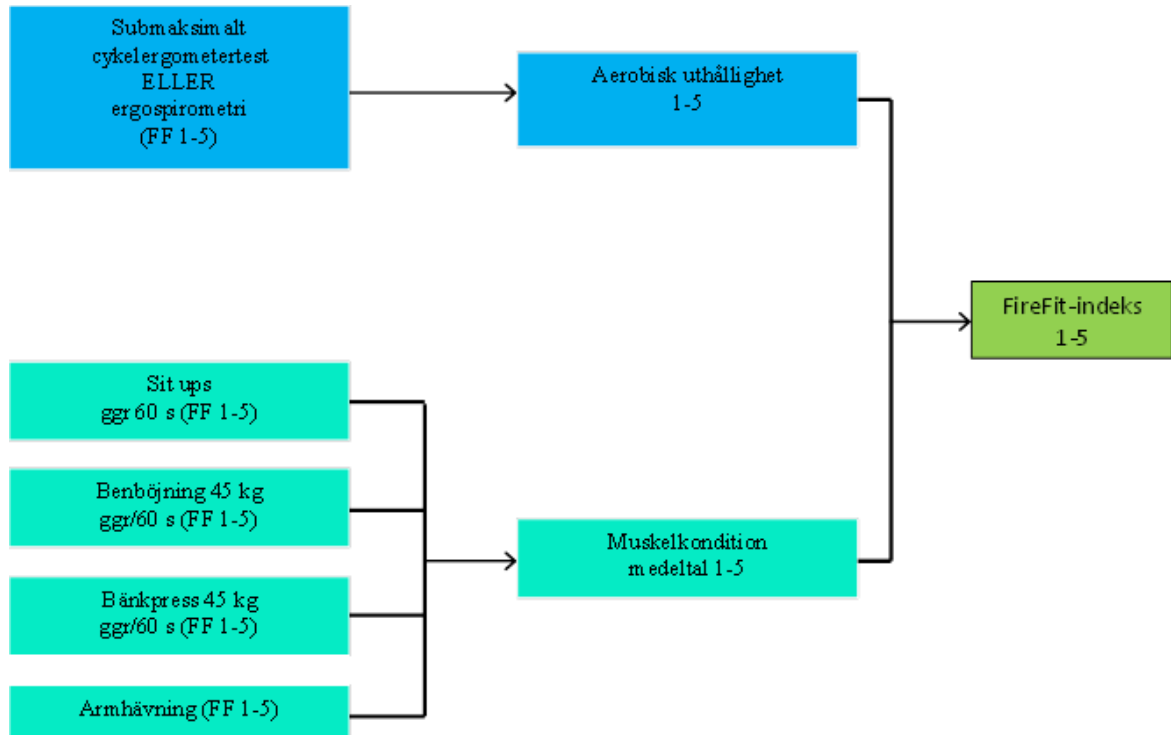 Submaksimalt
cykelergometertest
ELLER
ergospirometri
(FF 1-5)
Aerobisk uthållighet
1-5
FireFit-indeks
1-5
Sit ups
ggr 60 s (FF 1-5)
Benböjning 45 kg
ggr/60 s (FF 1-5)
Bänkpress 45 kg
ggr/60 s (FF 1-5)
Armhävning (FF 1-5)
Muskelkondition
medeltal 1-5